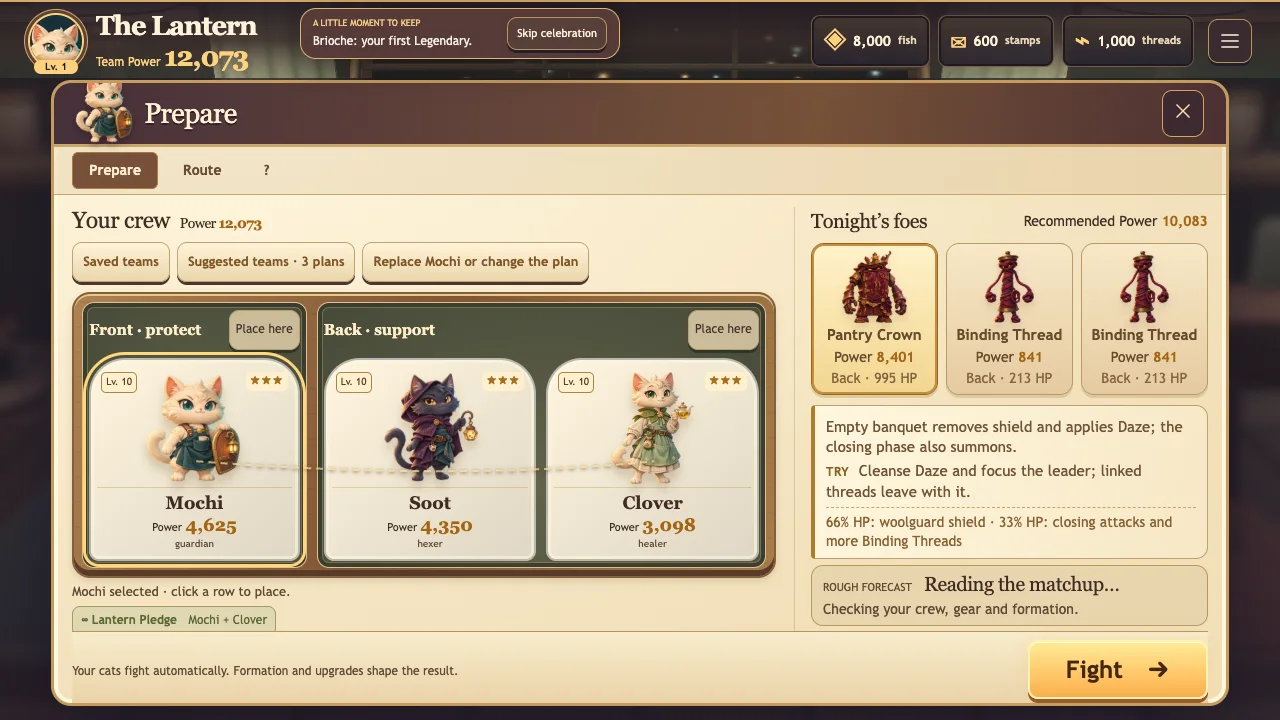 The Lantern
Team Power 12,073
Lv. 1
A LITTLE MOMENT TO KEEP
Brioche: your first Legendary.
Skip celebration
8,000 fish
600 stamps
1,000 threads
Prepare
Prepare
Route
?
Your crew Power 12,073
Saved teams
Suggested teams · 3 plans
Replace Mochi or change the plan
Front · protect
Place here
Back · support
Place here
Lv. 10
Mochi
Power 4,625
guardian
Lv. 10
Soot
Power 4,350
hexer
Lv. 10
Clover
Power 3,098
healer
Mochi selected · click a row to place.
∞ Lantern Pledge Mochi + Clover
Tonight's foes
Recommended Power 10,083
Pantry Crown
Power 8,401
Back · 995 HP
Binding Thread
Power 841
Back · 213 HP
Binding Thread
Power 841
Back · 213 HP
Empty banquet removes shield and applies Daze; the
closing phase also summons.
TRY Cleanse Daze and focus the leader; linked
threads leave with it.
66% HP: woolguard shield · 33% HP: closing attacks and
more Binding Threads
ROUGH FORECAST Reading the matchup...
Checking your crew, gear and formation.
Your cats fight automatically. Formation and upgrades shape the result.
Fight →